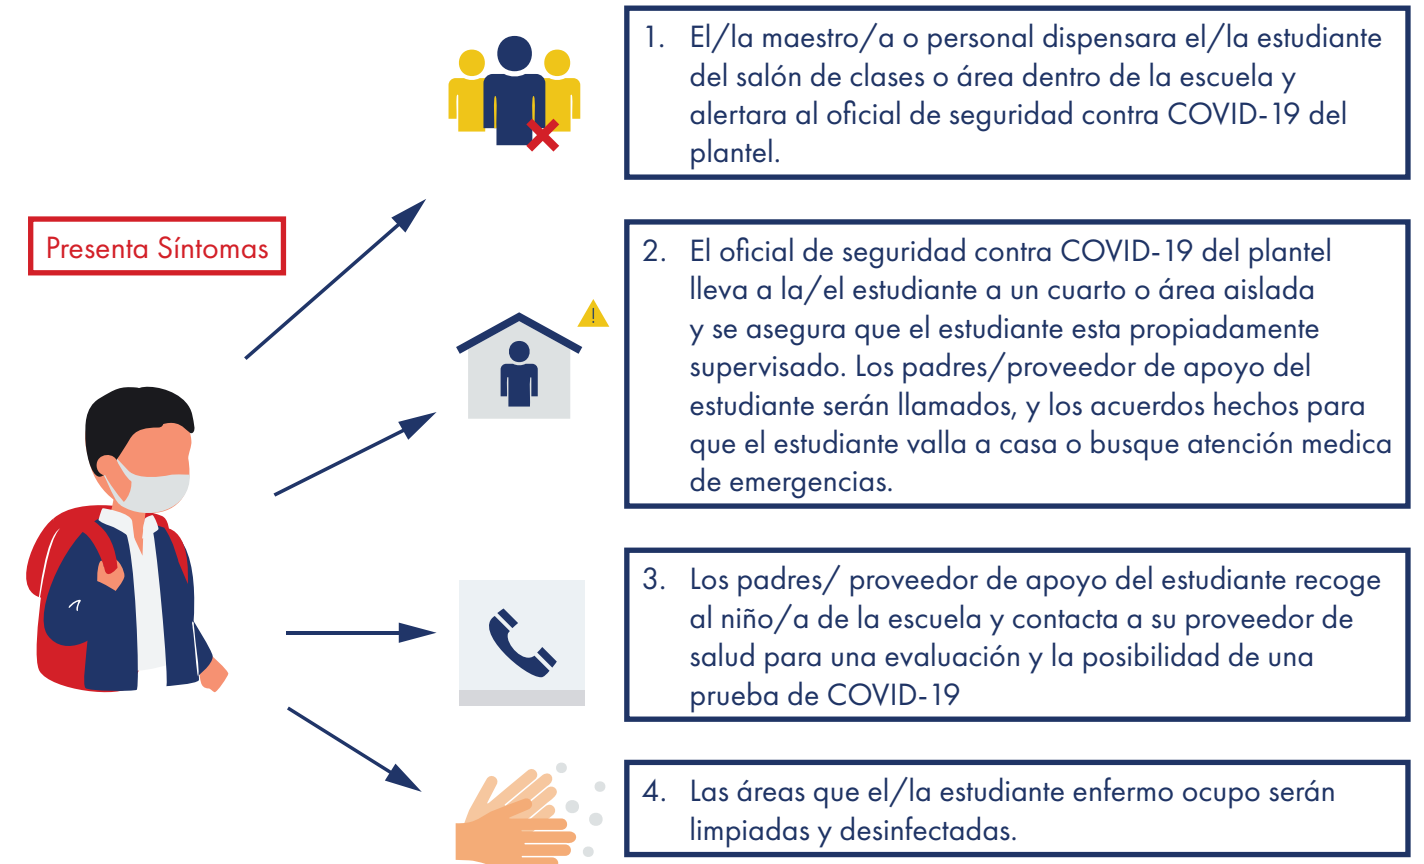 Presenta Síntomas
1. El/la maestro/a o personal dispensara el/la estudiante
del salón de clases o área dentro de la escuela y
alertara al oficial de seguridad contra COVID-19 del
plantel.
2. El oficial de seguridad contra COVID-19 del plantel
lleva a la/el estudiante a un cuarto o área aislada
y se asegura que el estudiante esta propiadamente
supervisado. Los padres/proveedor de apoyo del
estudiante serán llamados, y los acuerdos hechos para
que el estudiante valla a casa o busque atención medica
de emergencias.
3. Los padres/ proveedor de apoyo del estudiante recoge
al niño/a de la escuela y contacta a su proveedor de
salud para una evaluación y la posibilidad de una
prueba de COVID-19
4. Las áreas que el/la estudiante enfermo ocupo serán
limpiadas y desinfectadas.